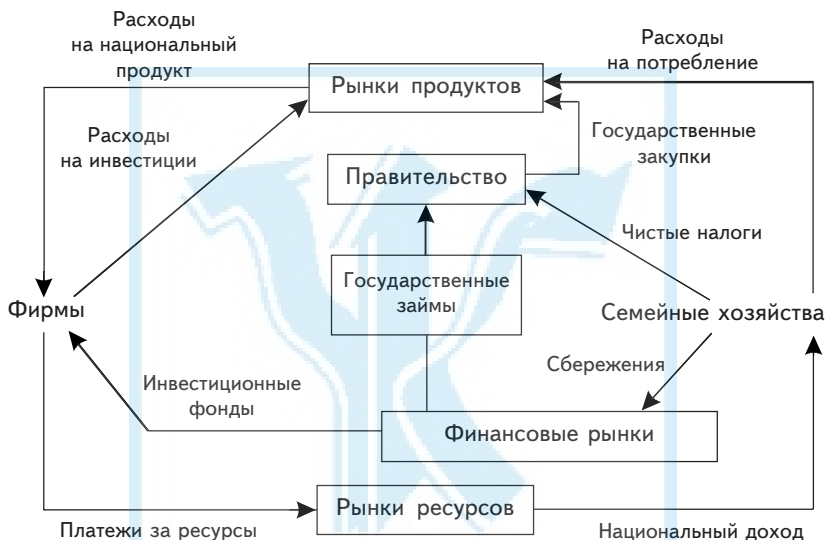 Расходы
на национальный
продукт
Расходы
на потребление
Рынки продуктов
Расходы
на инвестиции
Государственные
закупки
Правительство
Чистые налоги
Государственные
займы
Фирмы
Семейные хозяйства
Сбережения
Инвестиционные
фонды
Финансовые рынки
Рынки ресурсов
Платежи за ресурсы
Национальный доход